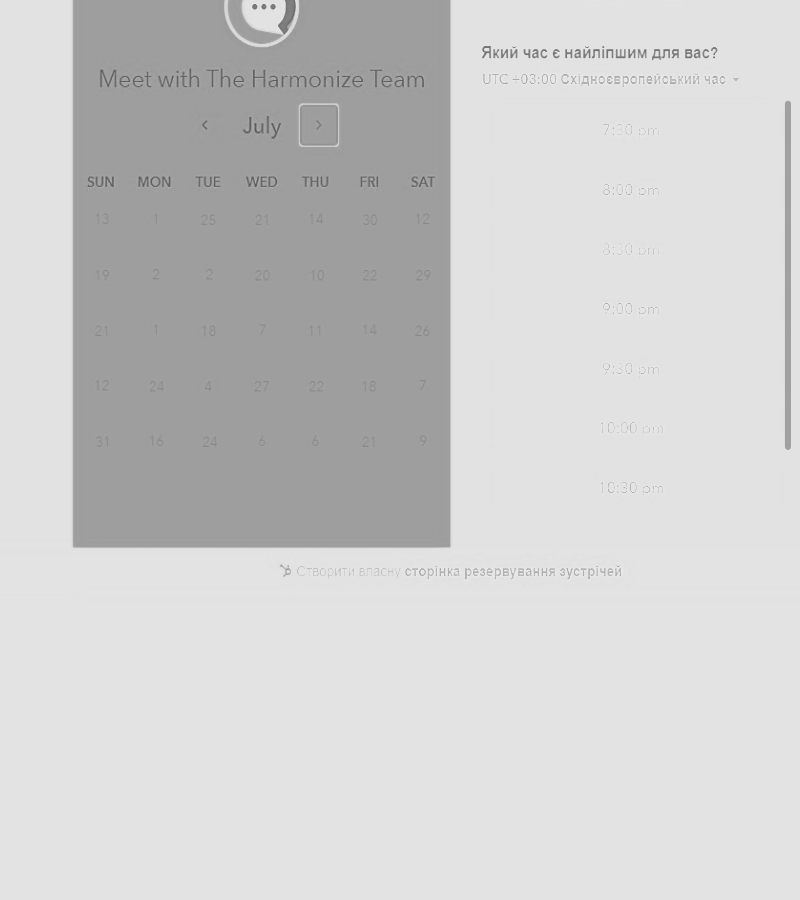 Meet with The Harmonize Team
July
SUN MON TUE WED THU FRI SAT
13 1 25 21 14 30 12
19 2 2 20 10 22 29
21 1 18 7 11 14 26
12 24 4 27 22 18 7
31 16 24 6 6 21 9
Який час є найліпшим для вас?
UTC +03:00 Східноєвропейський час
7:30 pm
8:00 pm
8:30 pm
9:00 pm
9:30 pm
10:00 pm
10:30 pm
Створити власну сторінка резервування зустрічей